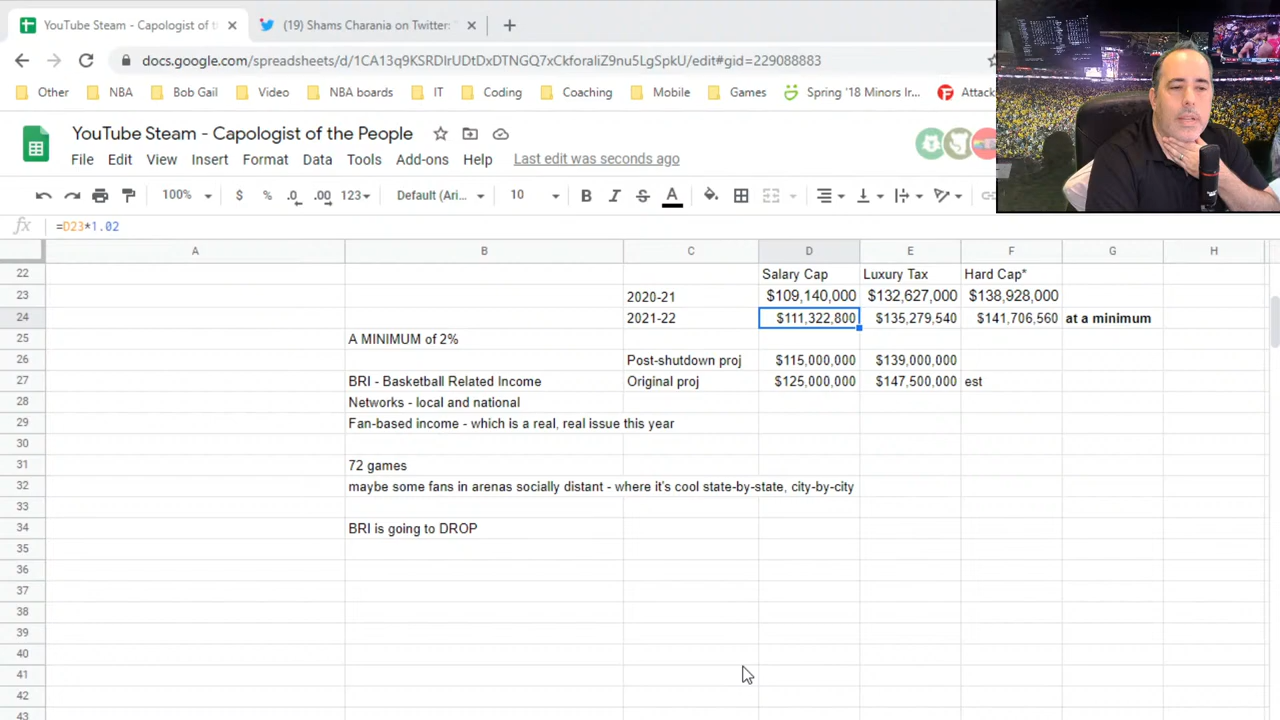 YouTube Steam - Capologist of t
(19) Shams Charania on Twitter:
docs.google.com/spreadsheets/d/1CA13q9KSRDIrUDtDxDTNGQ7xCkforaliZ9nu5LgSpkU/edit#gid=229088883
Other NBA Bob Gail Video NBA boards IT Coding Coaching Mobile Games Spring '18 Minors Ir... Attack
YouTube Steam - Capologist of the People
File Edit View Insert Format Data Tools Add-ons Help Last edit was seconds ago
100% $ % .0 .00 123 Default (Ari... 10 B I S A
fx =D23*1.02
A B C D E F G H
22 Salary Cap Luxury Tax Hard Cap*
23 2020-21 $109,140,000 $132,627,000 $138,928,000
24 2021-22 $111,322,800 $135,279,540 $141,706,560 at a minimum
25 A MINIMUM of 2%
26 Post-shutdown proj $115,000,000 $139,000,000
27 BRI - Basketball Related Income Original proj $125,000,000 $147,500,000 est
28 Networks - local and national
29 Fan-based income - which is a real, real issue this year
30
31 72 games
32 maybe some fans in arenas socially distant - where it's cool state-by-state, city-by-city
33
34 BRI is going to DROP
35
36
37
38
39
40
41
42
43